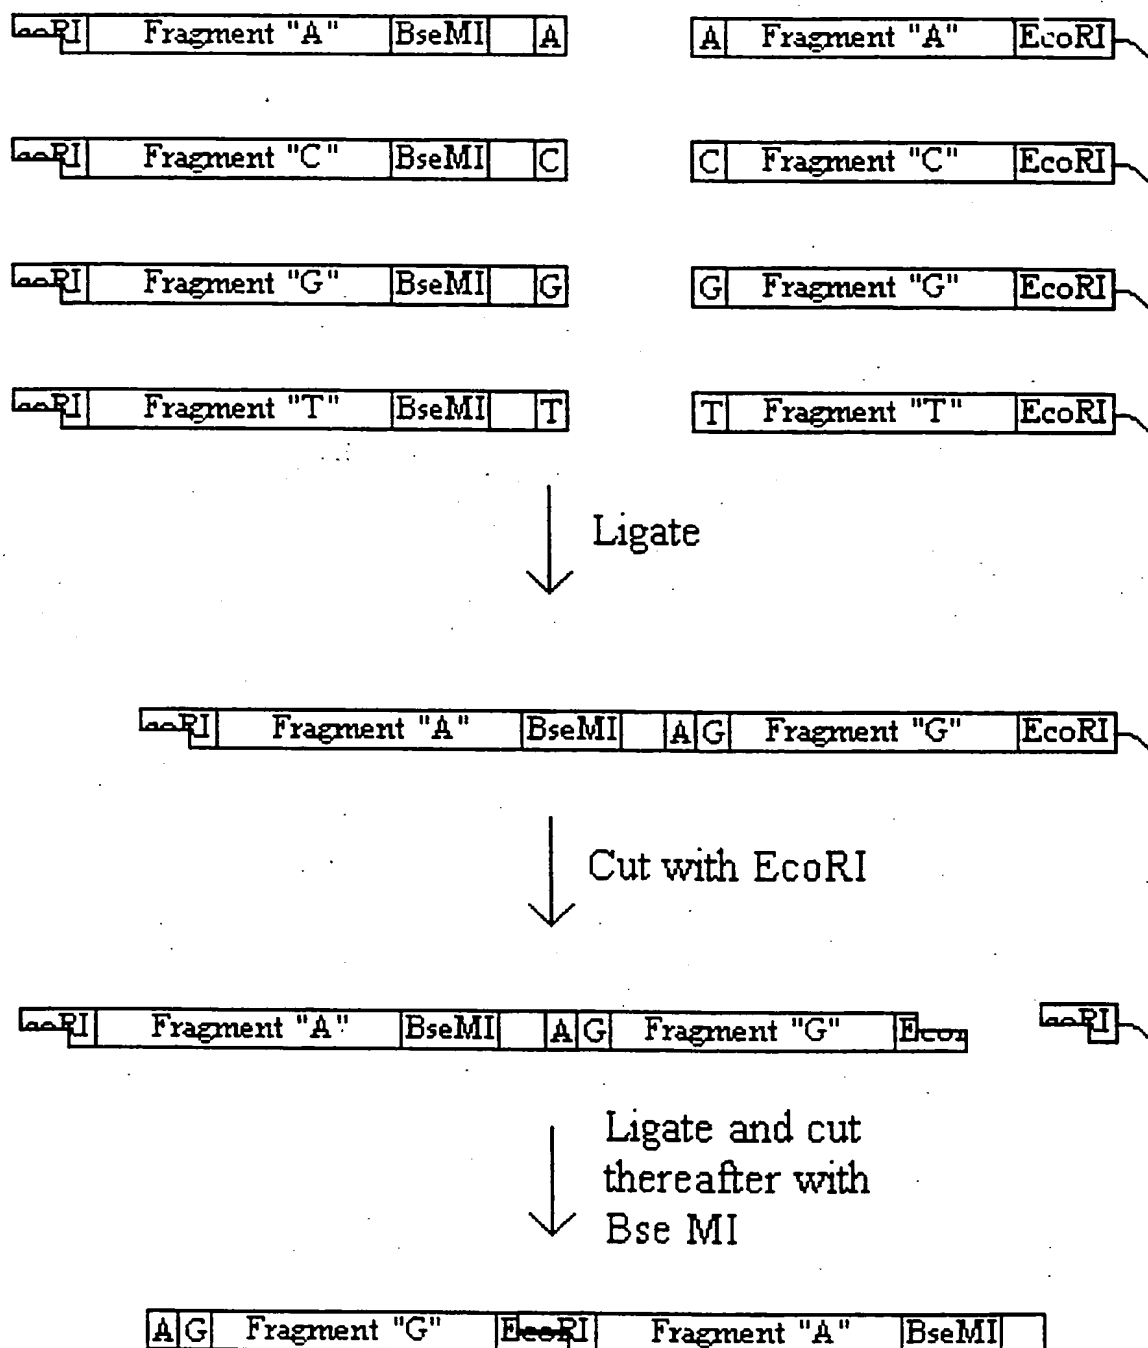 Fragment "A" BseMI A A Fragment "A" EcoRI
Fragment "C" BseMI C C Fragment "C" EcoRI
Fragment "G" BseMI G G Fragment "G" EcoRI
Fragment "T" BseMI T T Fragment "T" EcoRI
Ligate
Fragment "A" BseMI A G Fragment "G" EcoRI
Cut with EcoRI
Fragment "A" BseMI A G Fragment "G"
Ligate and cut
thereafter with
Bse MI
A G Fragment "G" EcoRI Fragment "A" BseMI